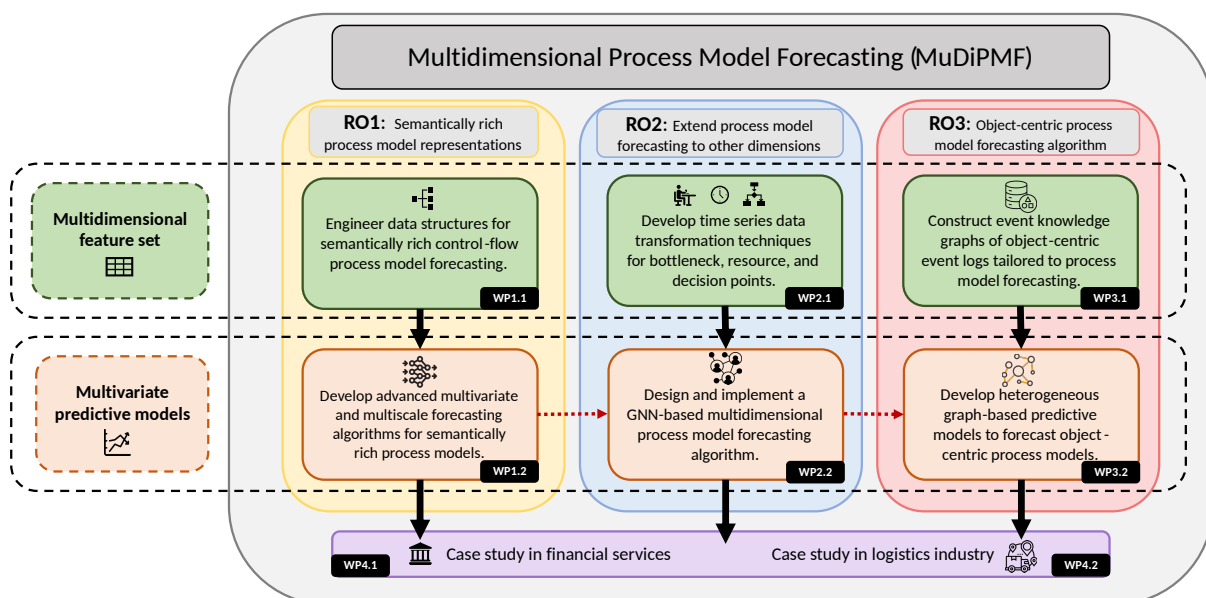 Multidimensional Process Model Forecasting (MuDiPMF)
RO1: Semantically rich
process model representations
RO2: Extend process model
forecasting to other dimensions
RO3: Object-centric process
model forecasting algorithm
Multidimensional
feature set
Engineer data structures for
semantically rich control-flow
process model forecasting.
WP1.1
Develop time series data
transformation techniques
for bottleneck, resource, and
decision points.
WP2.1
Construct event knowledge
graphs of object-centric
event logs tailored to process
model forecasting.
WP3.1
Multivariate
predictive models
Develop advanced multivariate
and multiscale forecasting
algorithms for semantically
rich process models.
WP1.2
Design and implement a
GNN-based multidimensional
process model forecasting
algorithm.
WP2.2
Develop heterogeneous
graph-based predictive
models to forecast object-
centric process models.
WP3.2
WP4.1
Case study in financial services
Case study in logistics industry
WP4.2